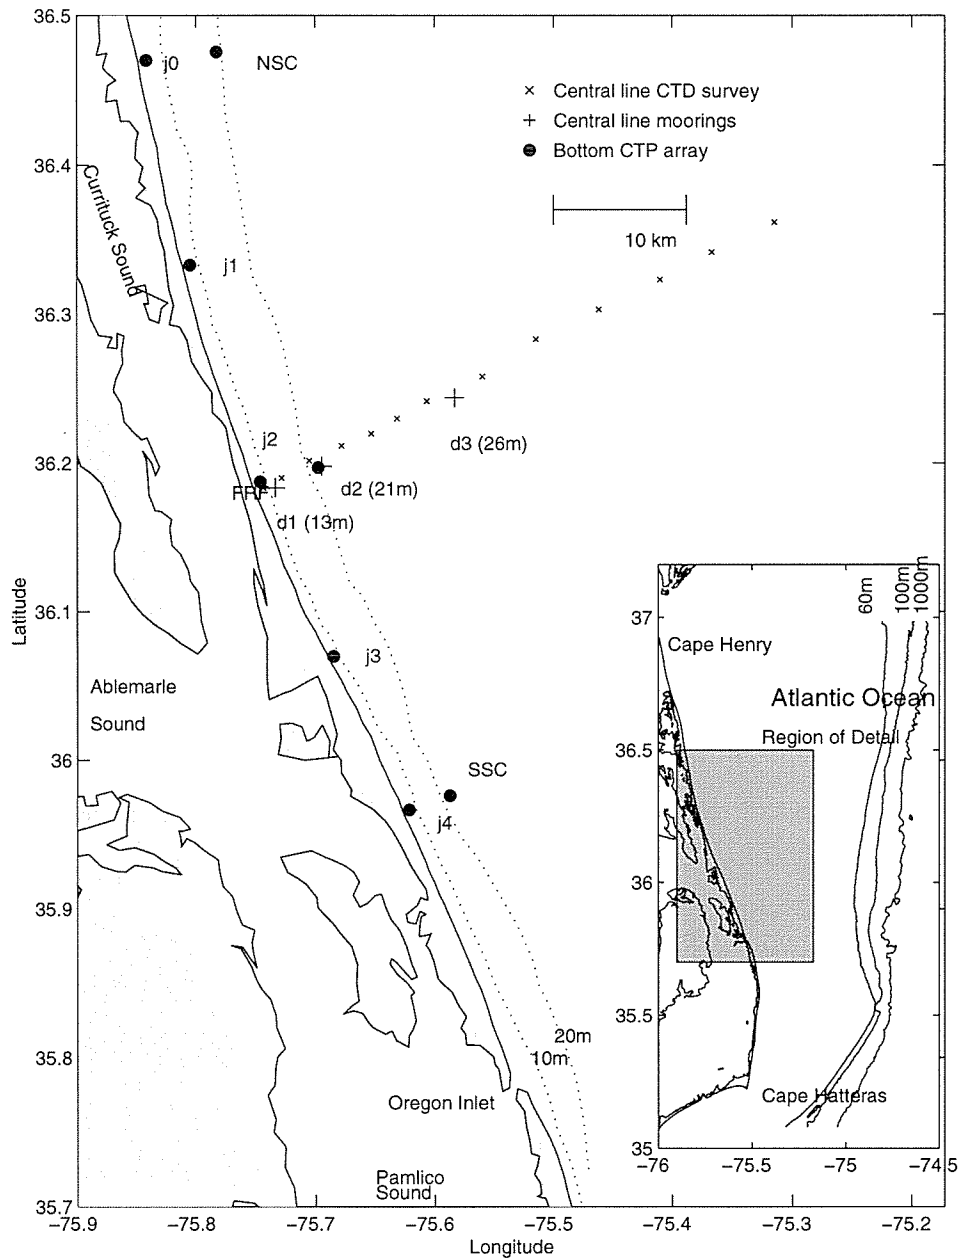 36.5
36.4
36.3
36.2
36.1
36
35.9
35.8
35.7
Latitude
−75.9
−75.8
−75.7
−75.6
−75.5
−75.4
−75.3
−75.2
Longitude
j0
NSC
Central line CTD survey
Central line moorings
Bottom CTP array
10 km
Currituck Sound
j1
j2
FRF
d1 (13m)
d2 (21m)
d3 (26m)
j3
Ablemarle
Sound
SSC
j4
20m
10m
Oregon Inlet
Pamlico
Sound
60m
100m
1000m
37
36.5
36
35.5
35
−76
−75.5
−75
−74.5
Cape Henry
Atlantic Ocean
Region of Detail
Cape Hatteras